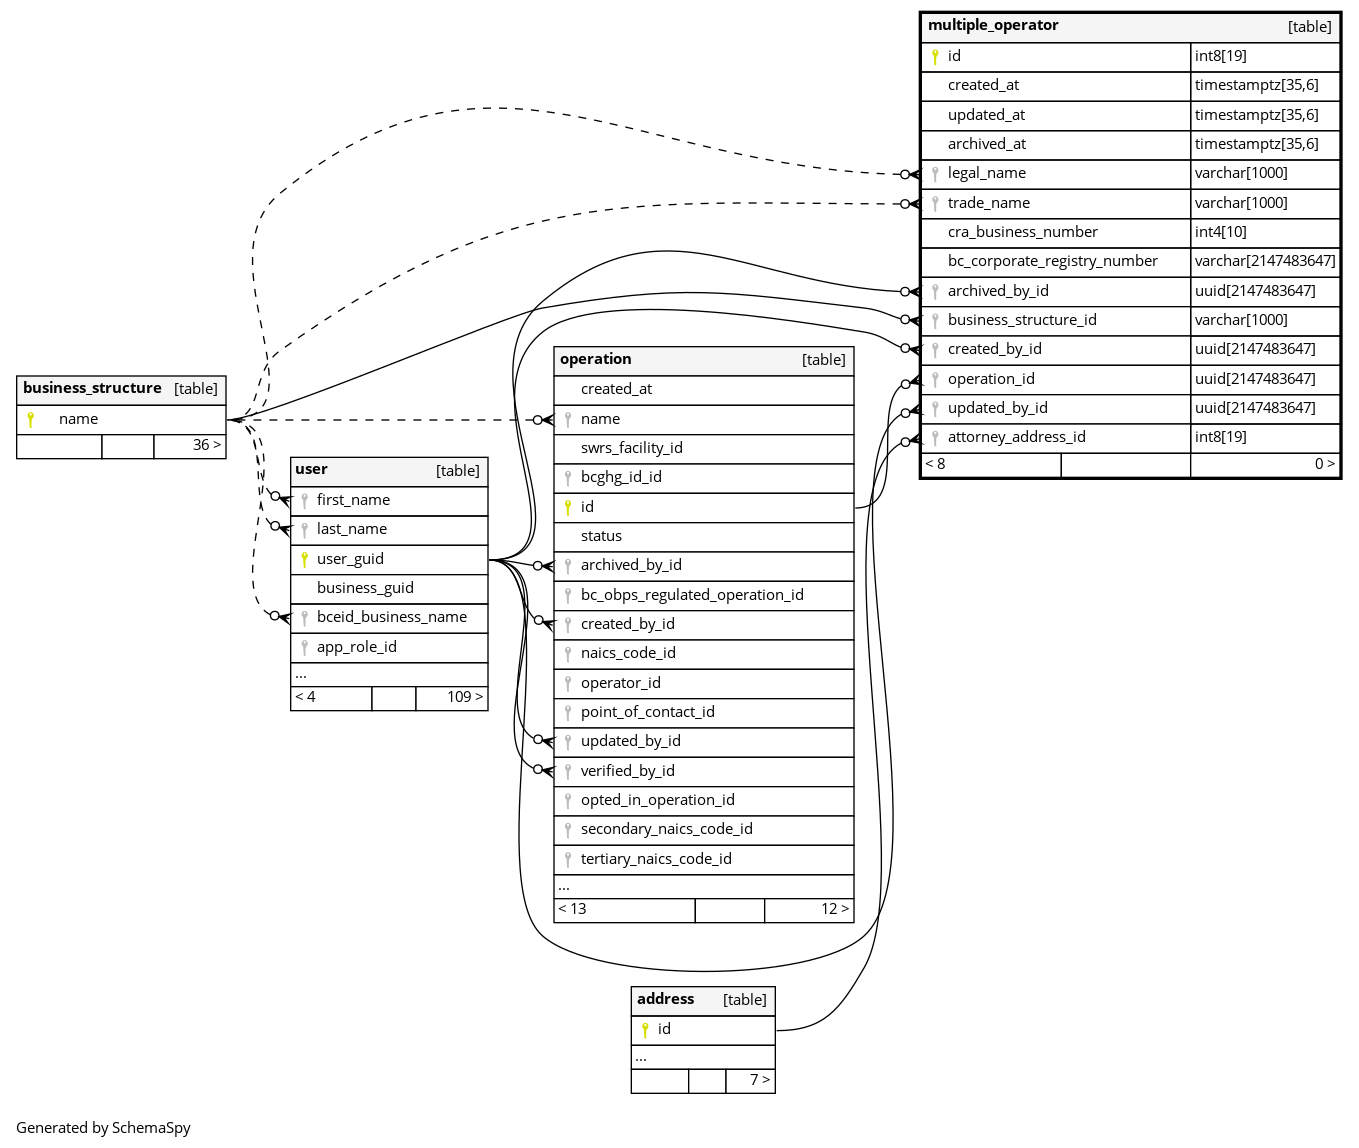 multiple_operator [table]
id int8[19]
created_at timestamptz[35,6]
updated_at timestamptz[35,6]
archived_at timestamptz[35,6]
legal_name varchar[1000]
trade_name varchar[1000]
cra_business_number int4[10]
bc_corporate_registry_number varchar[2147483647]
archived_by_id uuid[2147483647]
business_structure_id varchar[1000]
created_by_id uuid[2147483647]
operation_id uuid[2147483647]
updated_by_id uuid[2147483647]
attorney_address_id int8[19]
< 8 0 >
operation [table]
created_at
name
swrs_facility_id
bcghg_id_id
id
status
archived_by_id
bc_obps_regulated_operation_id
created_by_id
naics_code_id
operator_id
point_of_contact_id
updated_by_id
verified_by_id
opted_in_operation_id
secondary_naics_code_id
tertiary_naics_code_id
...
< 13 12 >
business_structure [table]
name
36 >
user [table]
first_name
last_name
user_guid
business_guid
bceid_business_name
app_role_id
...
< 4 109 >
address [table]
id
...
7 >
Generated by SchemaSpy